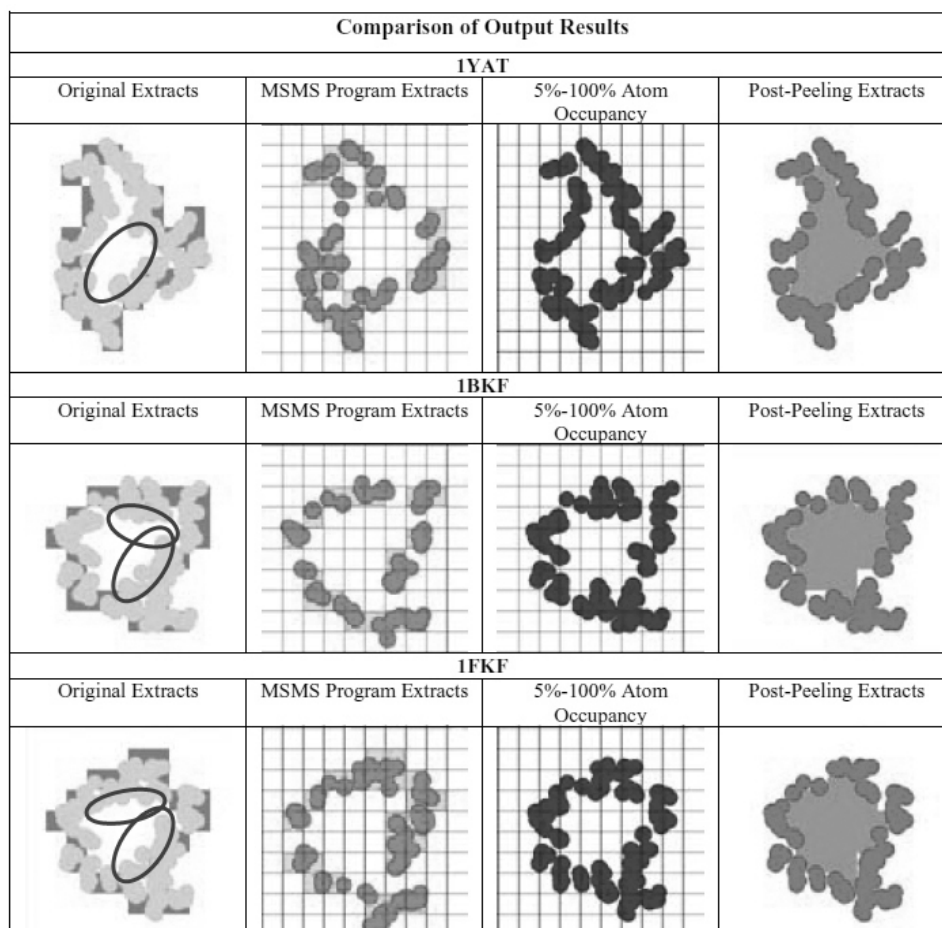 Comparison of Output Results
1YAT
Original Extracts
MSMS Program Extracts
5%-100% Atom
Occupancy
Post-Peeling Extracts
1BKF
Original Extracts
MSMS Program Extracts
5%-100% Atom
Occupancy
Post-Peeling Extracts
1FKF
Original Extracts
MSMS Program Extracts
5%-100% Atom
Occupancy
Post-Peeling Extracts